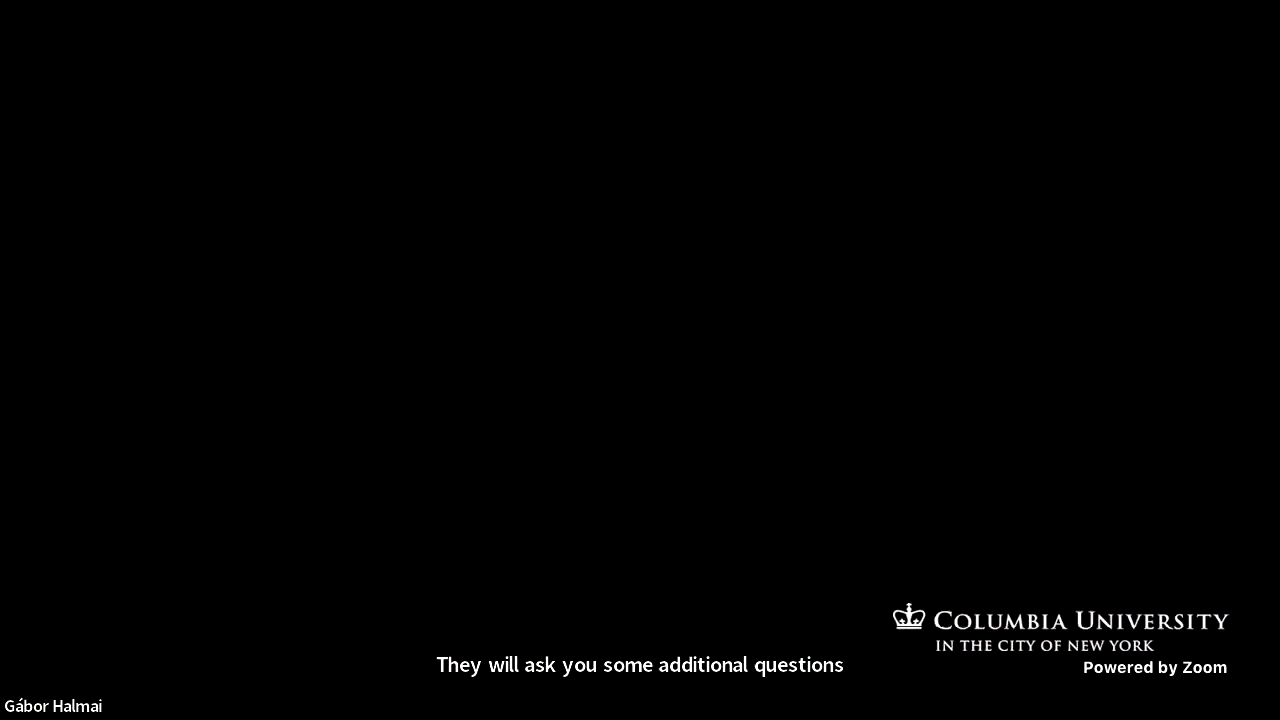 COLUMBIA UNIVERSITY
IN THE CITY OF NEW YORK
They will ask you some additional questions
Powered by Zoom
Gábor Halmai